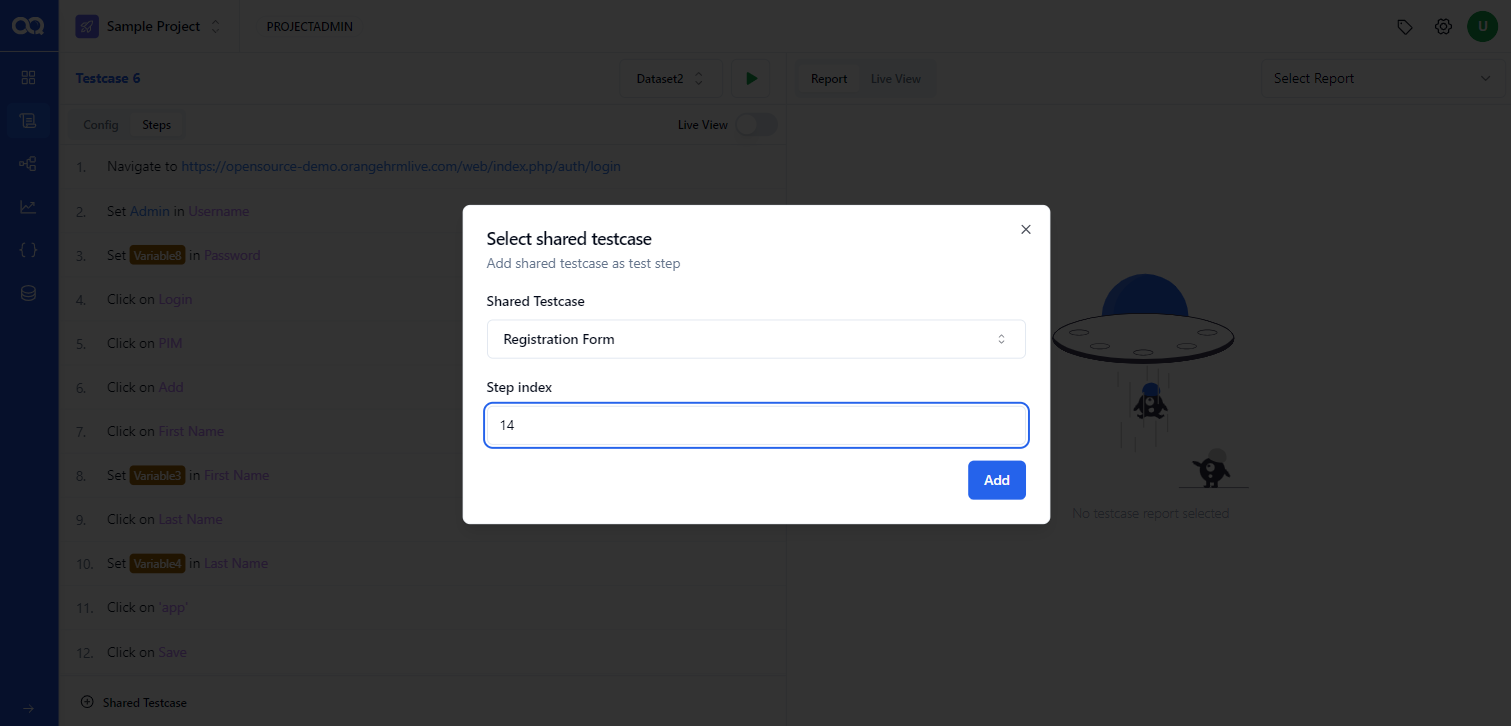 Sample Project
PROJECTADMIN
U
Testcase 6
Dataset2
Report
Live View
Select Report
Config
Steps
Live View
1. Navigate to https://opensource-demo.orangehrmlive.com/web/index.php/auth/login
2. Set Admin in Username
3. Set Variable8 in Password
4. Click on Login
5. Click on PIM
6. Click on Add
7. Click on First Name
8. Set Variable3 in First Name
9. Click on Last Name
10. Set Variable4 in Last Name
11. Click on 'app'
12. Click on Save
Shared Testcase
Select shared testcase
Add shared testcase as test step
Shared Testcase
Registration Form
Step index
14
Add
No testcase report selected